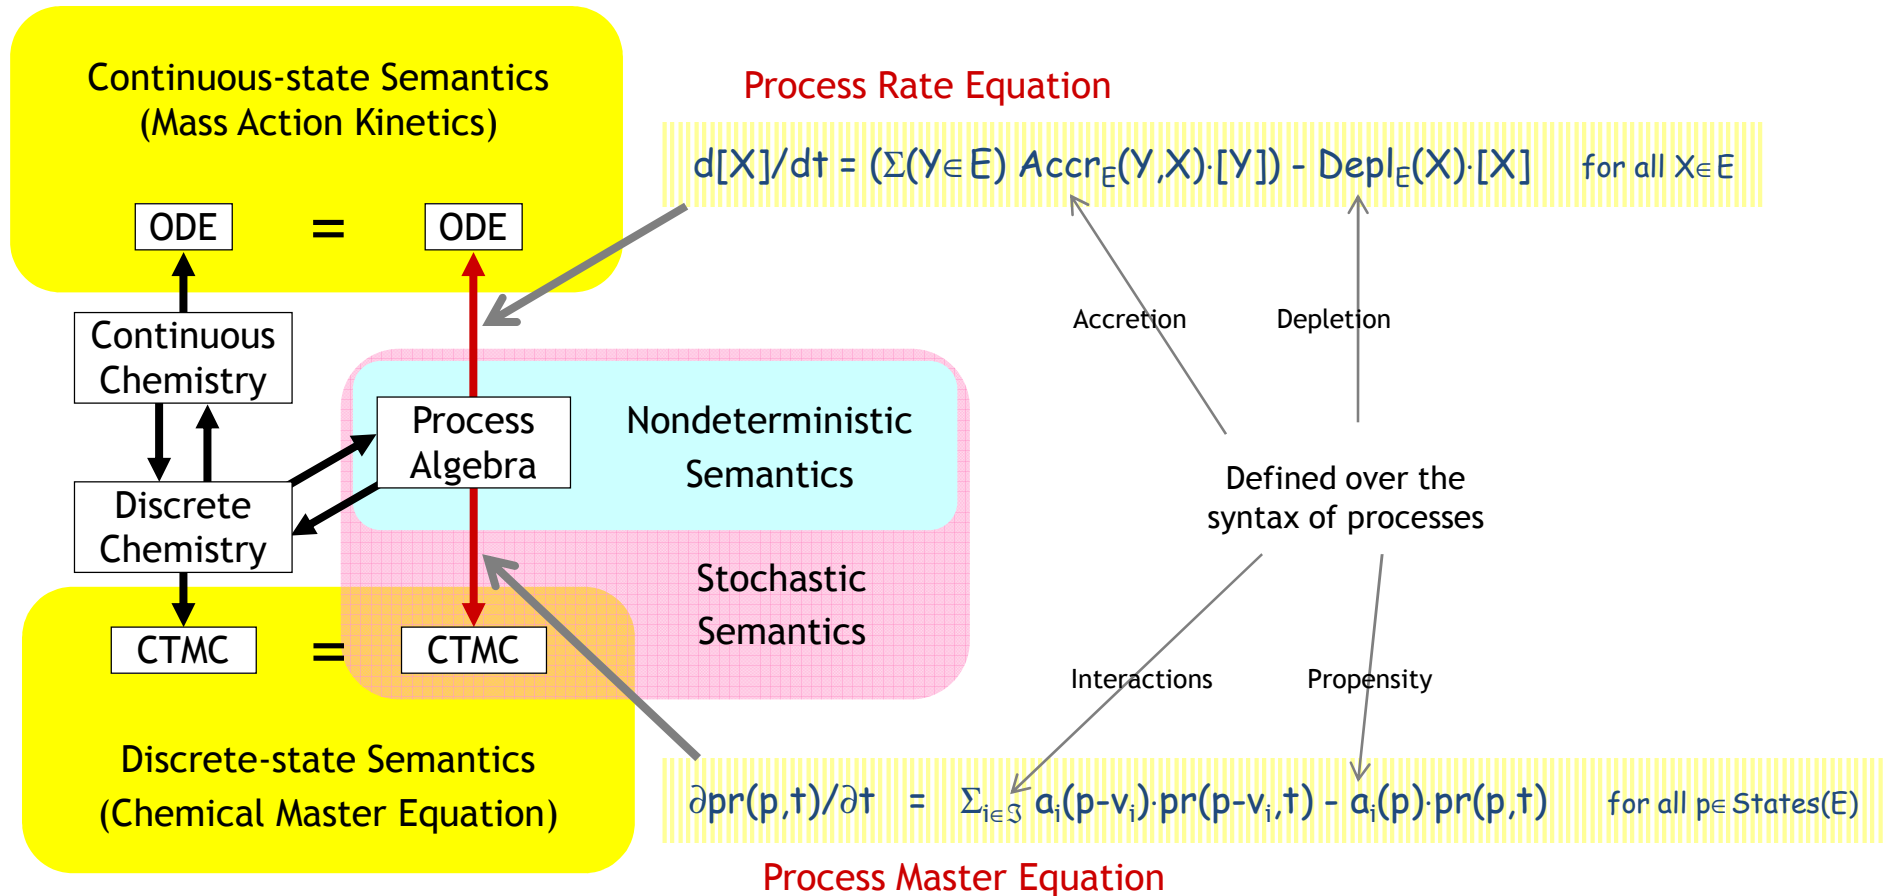 Continuous-state Semantics
(Mass Action Kinetics)
ODE = ODE
Continuous
Chemistry
Discrete
Chemistry
Process
Algebra
Nondeterministic
Semantics
Stochastic
Semantics
CTMC = CTMC
Discrete-state Semantics
(Chemical Master Equation)
Process Rate Equation
d[X]/dt = (Σ(Y∈E) Accr_E(Y,X)·[Y]) - Depl_E(X)·[X] for all X∈E
Accretion Depletion
Defined over the
syntax of processes
Interactions Propensity
∂pr(p,t)/∂t = Σ_{i∈ℑ} a_i(p-v_i)·pr(p-v_i,t) - a_i(p)·pr(p,t) for all p∈States(E)
Process Master Equation